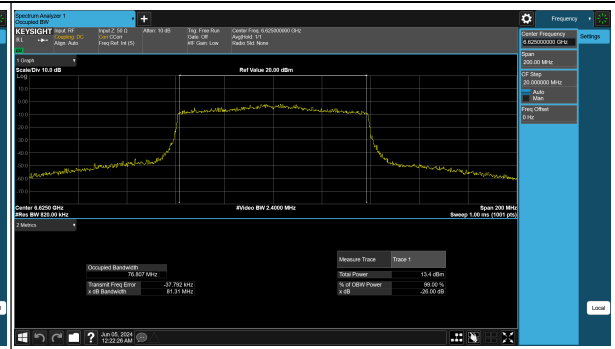 Spectrum Analyzer 1
Occupied BW
Frequency
KEYSIGHT Input: RF Input Z: 50 Ω Atten: 10 dB Trig: Free Run Center Freq: 6.625000000 GHz
RL Coupling: DC Corr CCorr Gate: Off Avg|Hold: 1/1
Align: Auto Freq Ref: Int (S) #IF Gain: Low Radio Std: None
Center Frequency
6.625000000 GHz
Settings
Span
200.00 MHz
CF Step
20.000000 MHz
Auto
Man
Freq Offset
0 Hz
1 Graph
Scale/Div 10.0 dB Ref Value 20.00 dBm
Log
10.0
0.00
-10.0
-20.0
-30.0
-40.0
-50.0
-60.0
-70.0
Center 6.6250 GHz #Video BW 2.4000 MHz Span 200 MHz
#Res BW 820.00 kHz Sweep 1.00 ms (1001 pts)
2 Metrics
Measure Trace Trace 1
Occupied Bandwidth
76.807 MHz
Total Power 13.4 dBm
Transmit Freq Error -37.792 kHz % of OBW Power 99.00 %
x dB Bandwidth 81.31 MHz x dB -26.00 dB
Local
Jun 05, 2024
12:22:26 AM